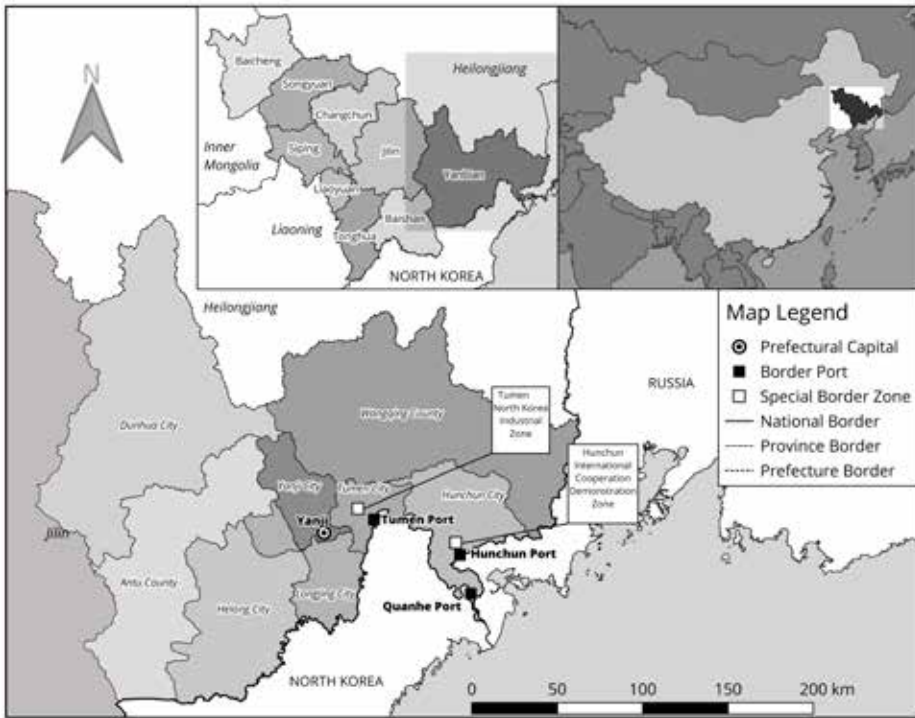 N
Baicheng
Songyuan
Changchun
Siping
Jilin
Liaoyuan
Tonghua
Baishan
Yanbian
Heilongjiang
Inner
Mongolia
Liaoning
NORTH KOREA
Heilongjiang
Dunhua City
Wangqing County
Yanji City
Tumen City
Hunchun City
Yanji
Tumen Port
Jilin
Antu County
Helong City
Longjing City
Hunchun Port
Quanhe Port
NORTH KOREA
RUSSIA
Tumen
North Korea
Industrial
Zone
Hunchun
International
Cooperation
Demonstration
Zone
Map Legend
Prefectural Capital
Border Port
Special Border Zone
National Border
Province Border
Prefecture Border
0 50 100 150 200 km